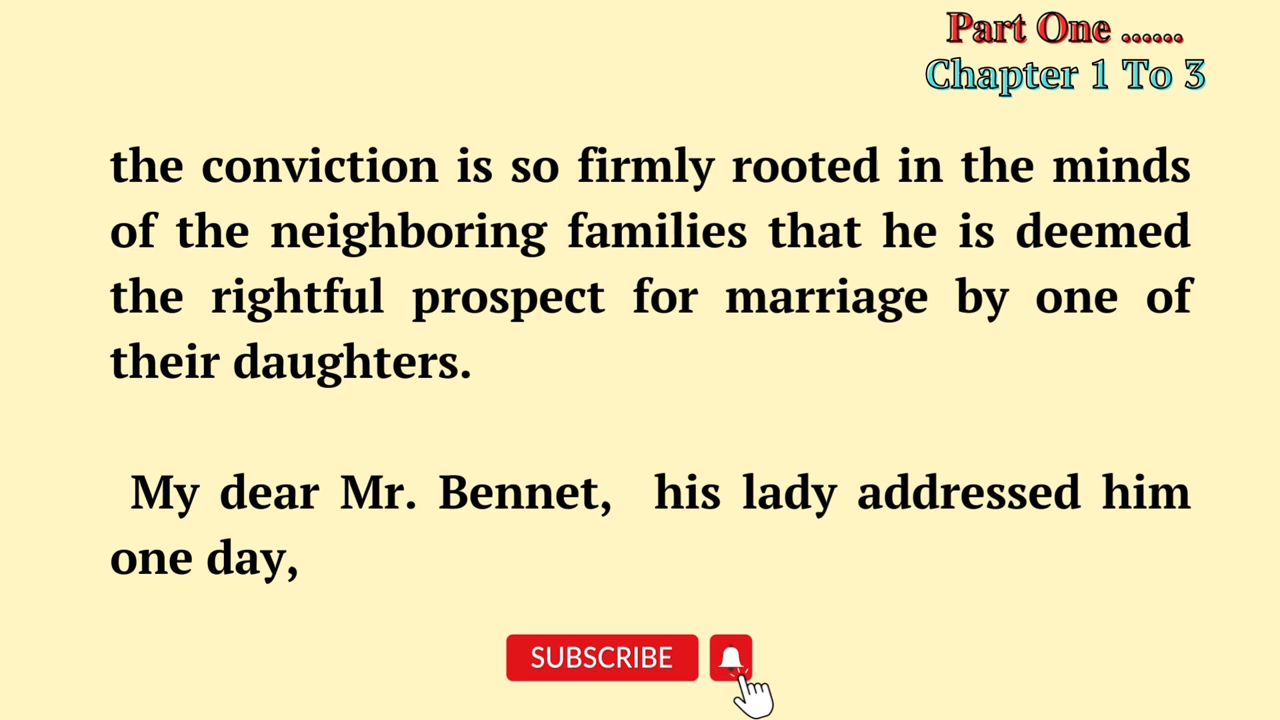 Part One ......
Chapter 1 To 3
the conviction is so firmly rooted in the minds
of the neighboring families that he is deemed
the rightful prospect for marriage by one of
their daughters.
My dear Mr. Bennet, his lady addressed him
one day,
SUBSCRIBE